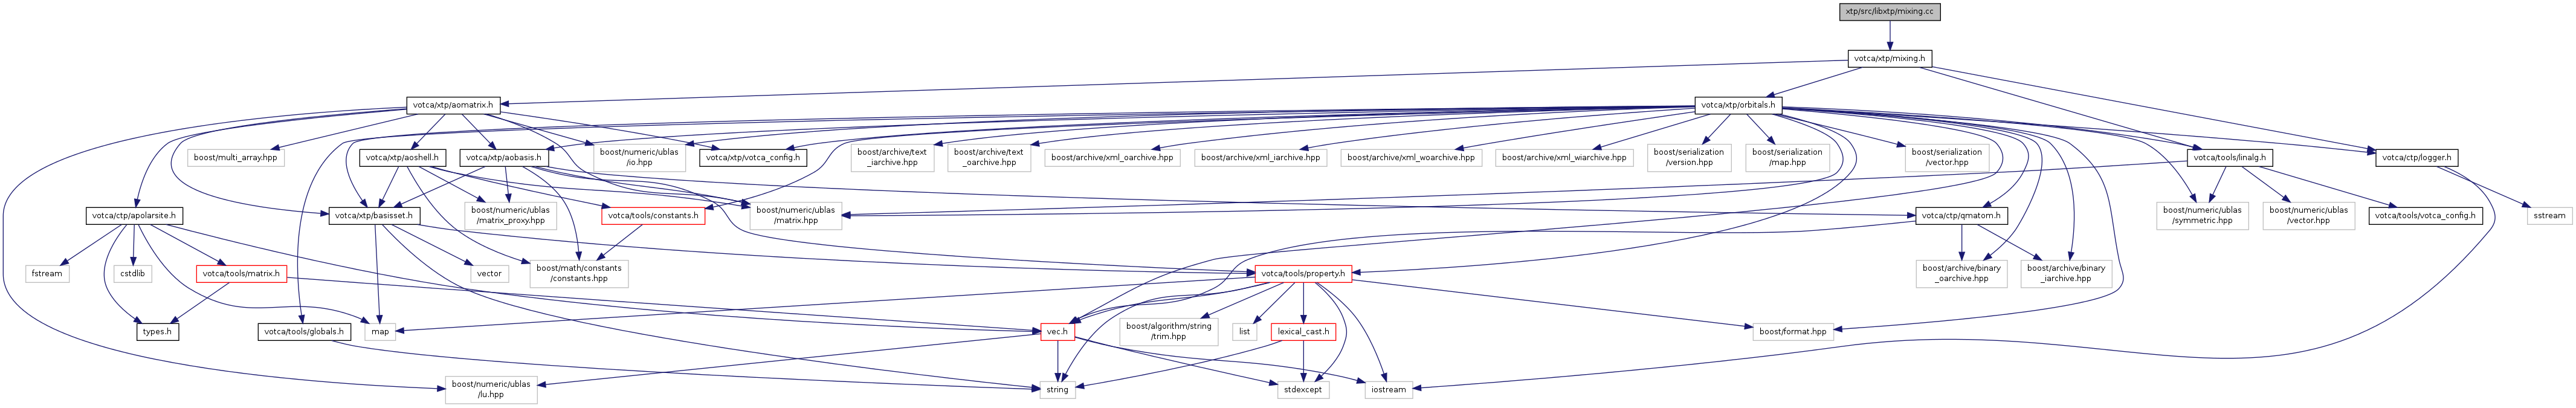 xtp/src/libxtp/mixing.cc
votca/xtp/mixing.h
votca/xtp/aomatrix.h
votca/xtp/orbitals.h
boost/multi_array.hpp
votca/xtp/aoshell.h
votca/xtp/aobasis.h
boost/numeric/ublas
/io.hpp
votca/xtp/votca_config.h
boost/archive/text
_iarchive.hpp
boost/archive/text
_oarchive.hpp
boost/archive/xml_oarchive.hpp
boost/archive/xml_iarchive.hpp
boost/archive/xml_woarchive.hpp
boost/archive/xml_wiarchive.hpp
boost/serialization
/version.hpp
boost/serialization
/map.hpp
boost/serialization
/vector.hpp
votca/tools/linalg.h
votca/ctp/logger.h
votca/ctp/apolarsite.h
votca/xtp/basisset.h
boost/numeric/ublas
/matrix_proxy.hpp
votca/tools/constants.h
boost/numeric/ublas
/matrix.hpp
votca/ctp/qmatom.h
boost/numeric/ublas
/symmetric.hpp
boost/numeric/ublas
/vector.hpp
votca/tools/votca_config.h
sstream
fstream
cstdlib
votca/tools/matrix.h
vector
boost/math/constants
/constants.hpp
votca/tools/property.h
boost/archive/binary
_oarchive.hpp
boost/archive/binary
_iarchive.hpp
types.h
votca/tools/globals.h
map
vec.h
boost/algorithm/string
/trim.hpp
list
lexical_cast.h
boost/format.hpp
boost/numeric/ublas
/lu.hpp
string
stdexcept
iostream